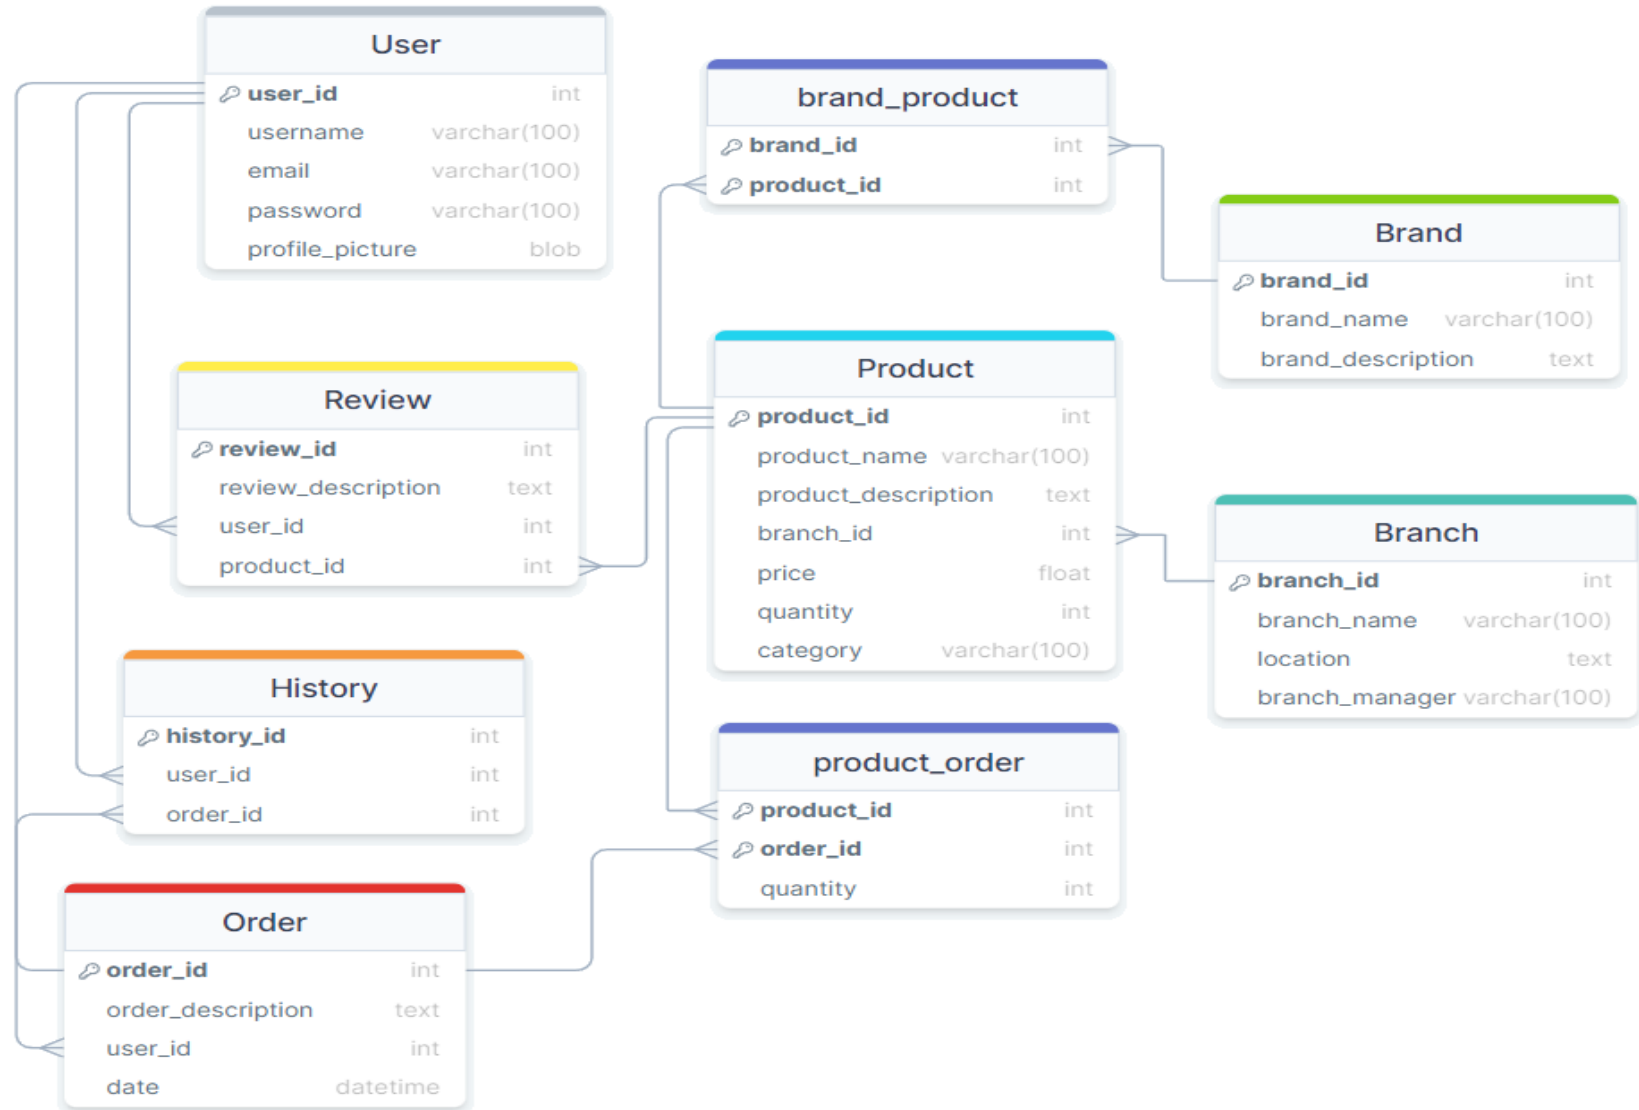 User
user_id int
username varchar(100)
email varchar(100)
password varchar(100)
profile_picture blob
brand_product
brand_id int
product_id int
Brand
brand_id int
brand_name varchar(100)
brand_description text
Review
review_id int
review_description text
user_id int
product_id int
Product
product_id int
product_name varchar(100)
product_description text
branch_id int
price float
quantity int
category varchar(100)
Branch
branch_id int
branch_name varchar(100)
location text
branch_manager varchar(100)
History
history_id int
user_id int
order_id int
product_order
product_id int
order_id int
quantity int
Order
order_id int
order_description text
user_id int
date datetime